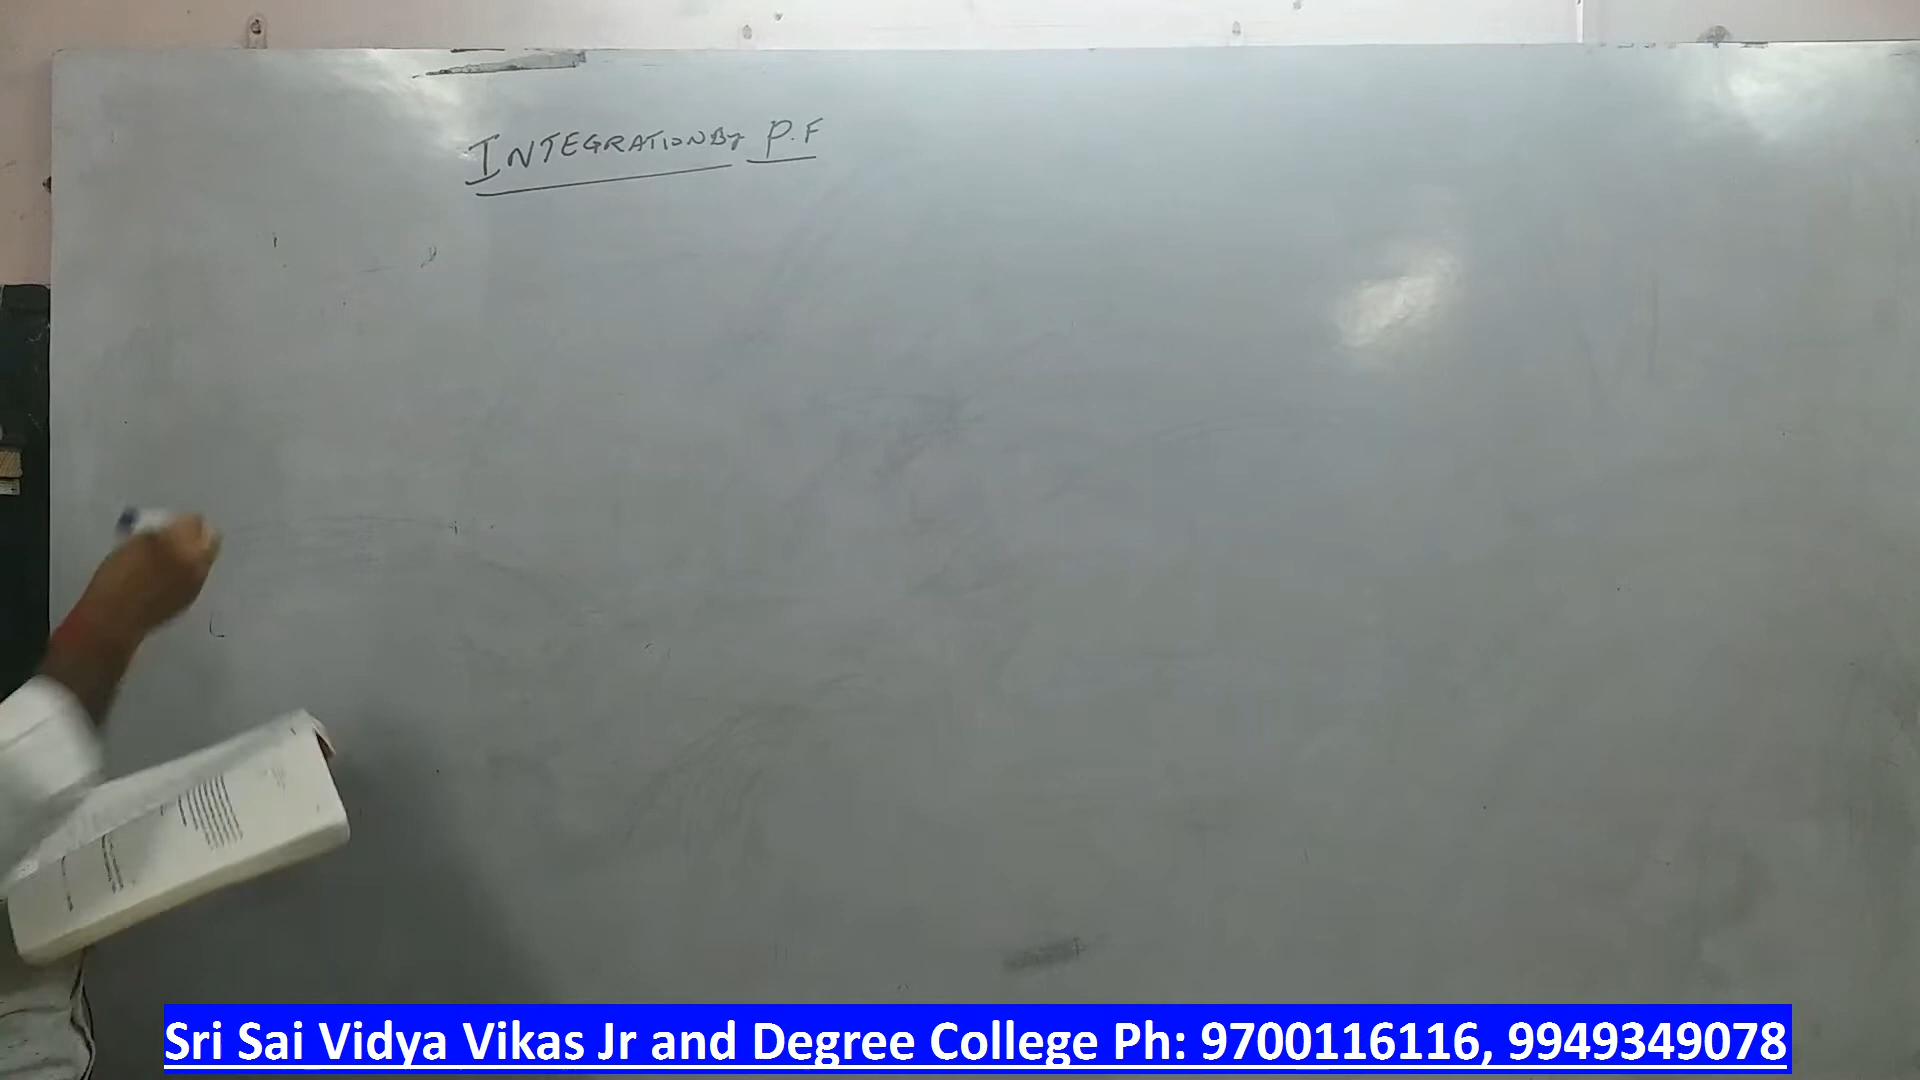 INTEGRATION By P.F
Sri Sai Vidya Vikas Jr and Degree College Ph: 9700116116, 9949349078